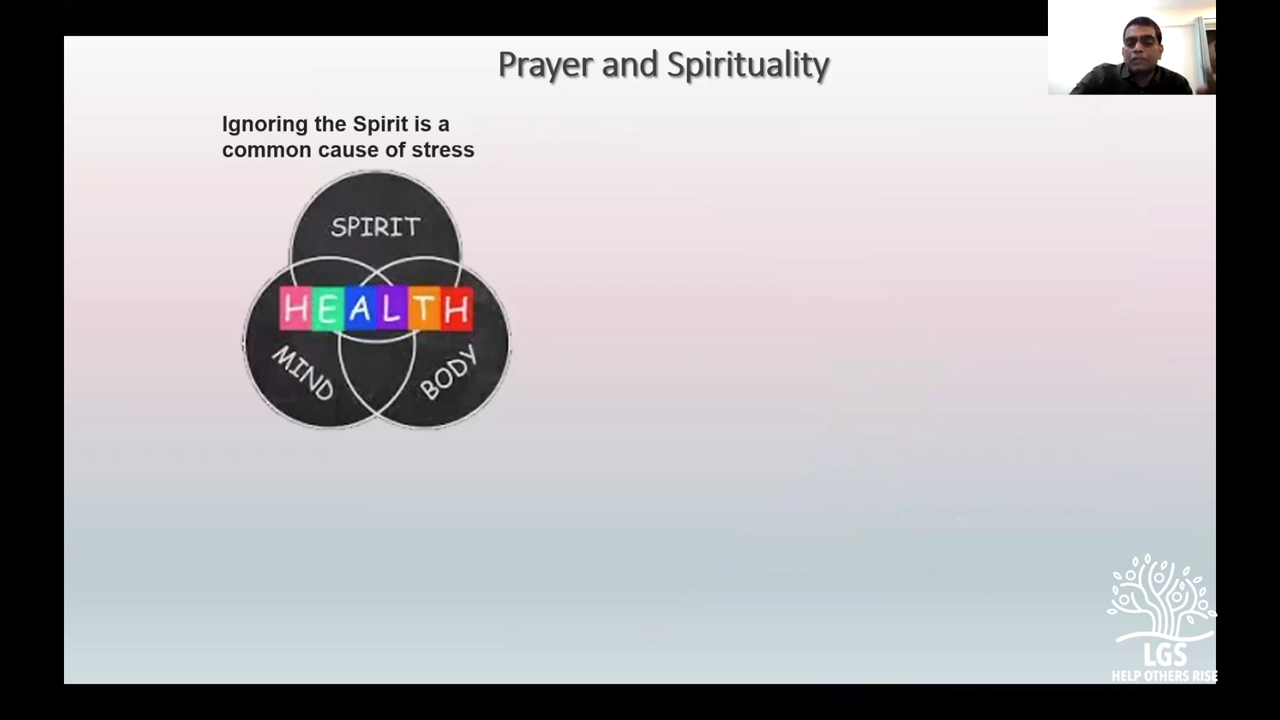 Prayer and Spirituality
Ignoring the Spirit is a
common cause of stress
SPIRIT
HEALTH
MIND
BODY
LGS
HELP OTHERS RISE